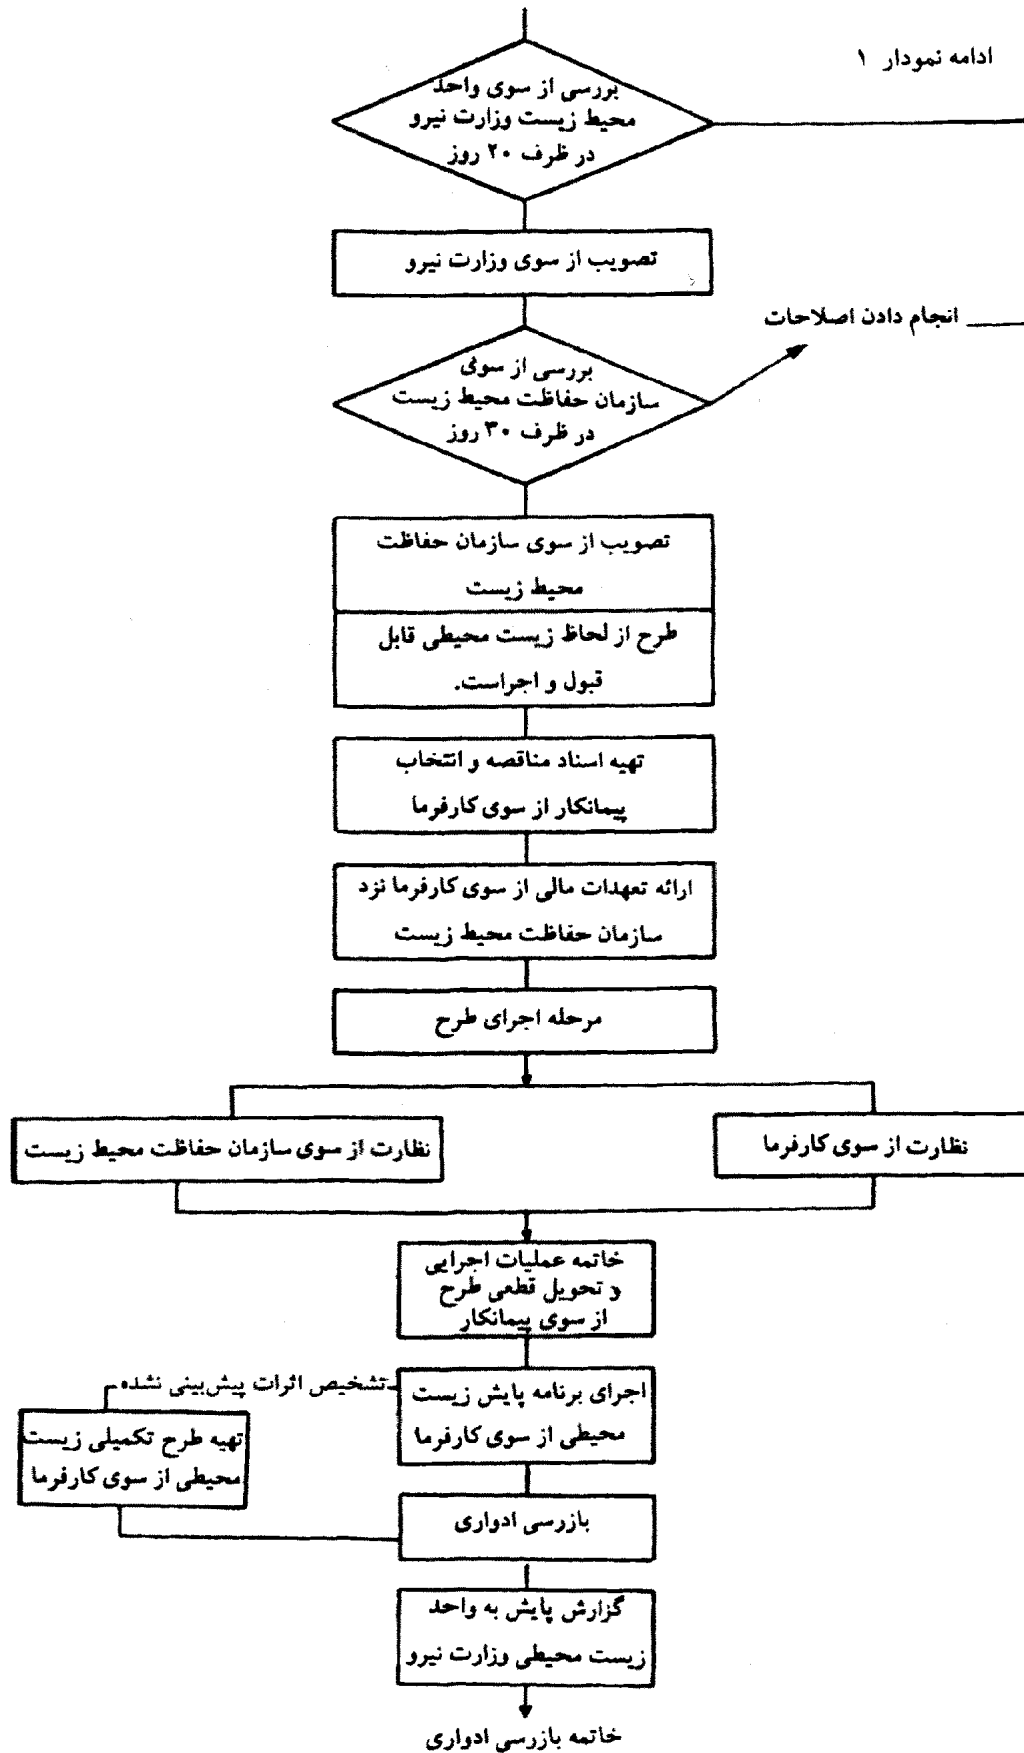 ادامه نمودار ۱
بررسی از سوی واحد
محیط زیست وزارت نیرو
در ظرف ۲۰ روز
تصویب از سوی وزارت نیرو
انجام دادن اصلاحات
بررسی از سوی
سازمان حفاظت محیط زیست
در ظرف ۳۰ روز
تصویب از سوی سازمان حفاظت
محیط زیست
طرح از لحاظ زیست محیطی قابل
قبول و اجراست.
تهیه اسناد مناقصه و انتخاب
پیمانکار از سوی کارفرما
ارائه تعهدات مالی از سوی کارفرما نزد
سازمان حفاظت محیط زیست
مرحله اجرای طرح
نظارت از سوی کارفرما
نظارت از سوی سازمان حفاظت محیط زیست
خاتمه عملیات اجرایی
و تحویل قطعی طرح
از سوی پیمانکار
اجرای برنامه پایش زیست
محیطی از سوی کارفرما
تشخیص اثرات پیش‌بینی نشده
تهیه طرح تکمیلی زیست
محیطی از سوی کارفرما
بازرسی ادواری
گزارش پایش به واحد
زیست محیطی وزارت نیرو
خاتمه بازرسی ادواری